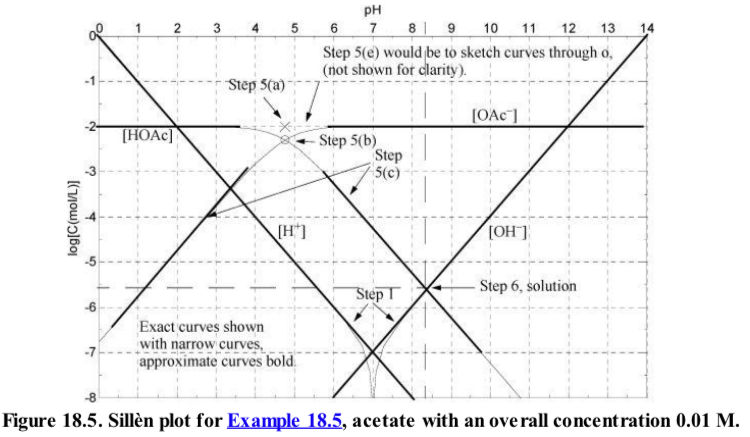 pH
0 1 2 3 4 5 6 7 8 9 10 11 12 13 14
0
-1
-2
-3
-4
-5
-6
-7
-8
log[C(mol/L)]
Step 5(e) would be to sketch curves through o,
(not shown for clarity).
Step 5(a)
[OAc⁻]
[HOAc]
Step 5(b)
Step
5(c)
[H⁺]
[OH⁻]
Step 6, solution
Step 1
Exact curves shown
with narrow curves,
approximate curves bold.
Figure 18.5. Sillèn plot for Example 18.5, acetate with an overall concentration 0.01 M.